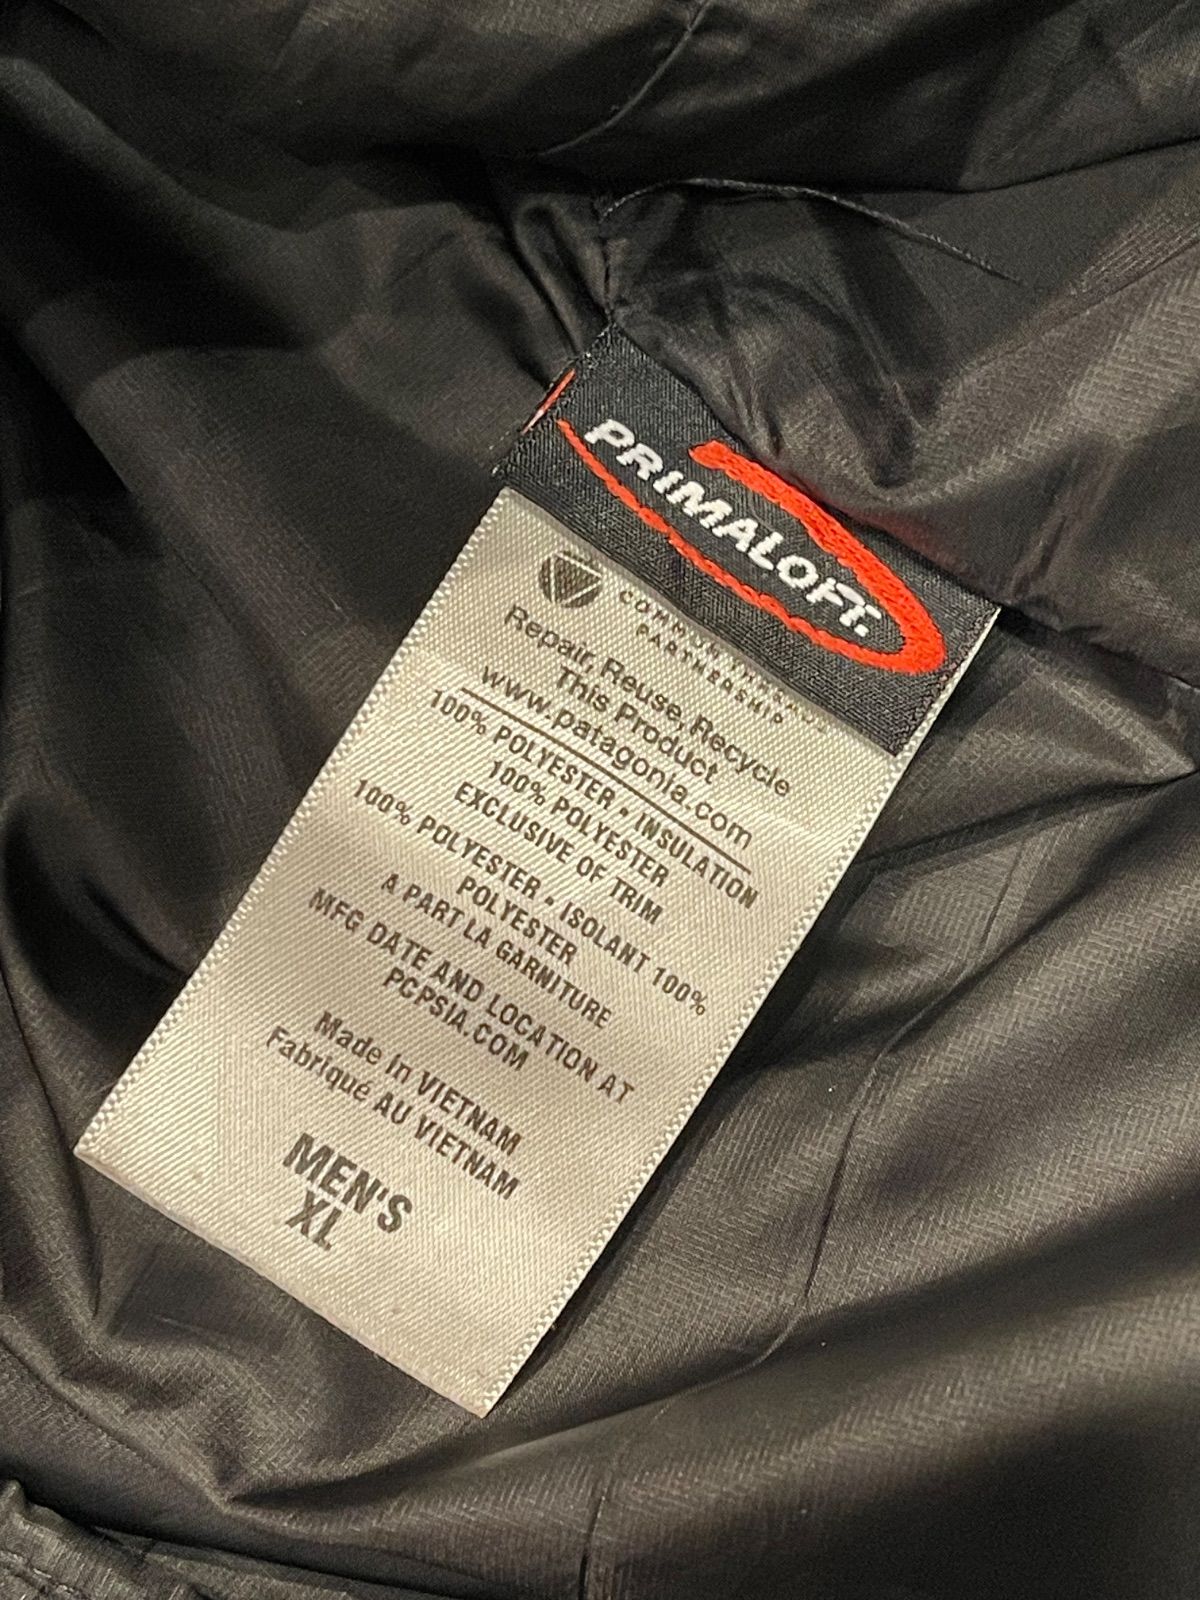 PRIMALOFT.
COMMON THREADS
PARTNERSHIP
Repair, Reuse, Recycle
This Product
www.patagonia.com
100% POLYESTER - INSULATION
100% POLYESTER
EXCLUSIVE OF TRIM
100% POLYESTER - ISOLANT 100%
POLYESTER
A PART LA GARNITURE
MFG DATE AND LOCATION AT
PCPSIA.COM
Made in VIETNAM
Fabriqué AU VIETNAM
MEN'S
XL